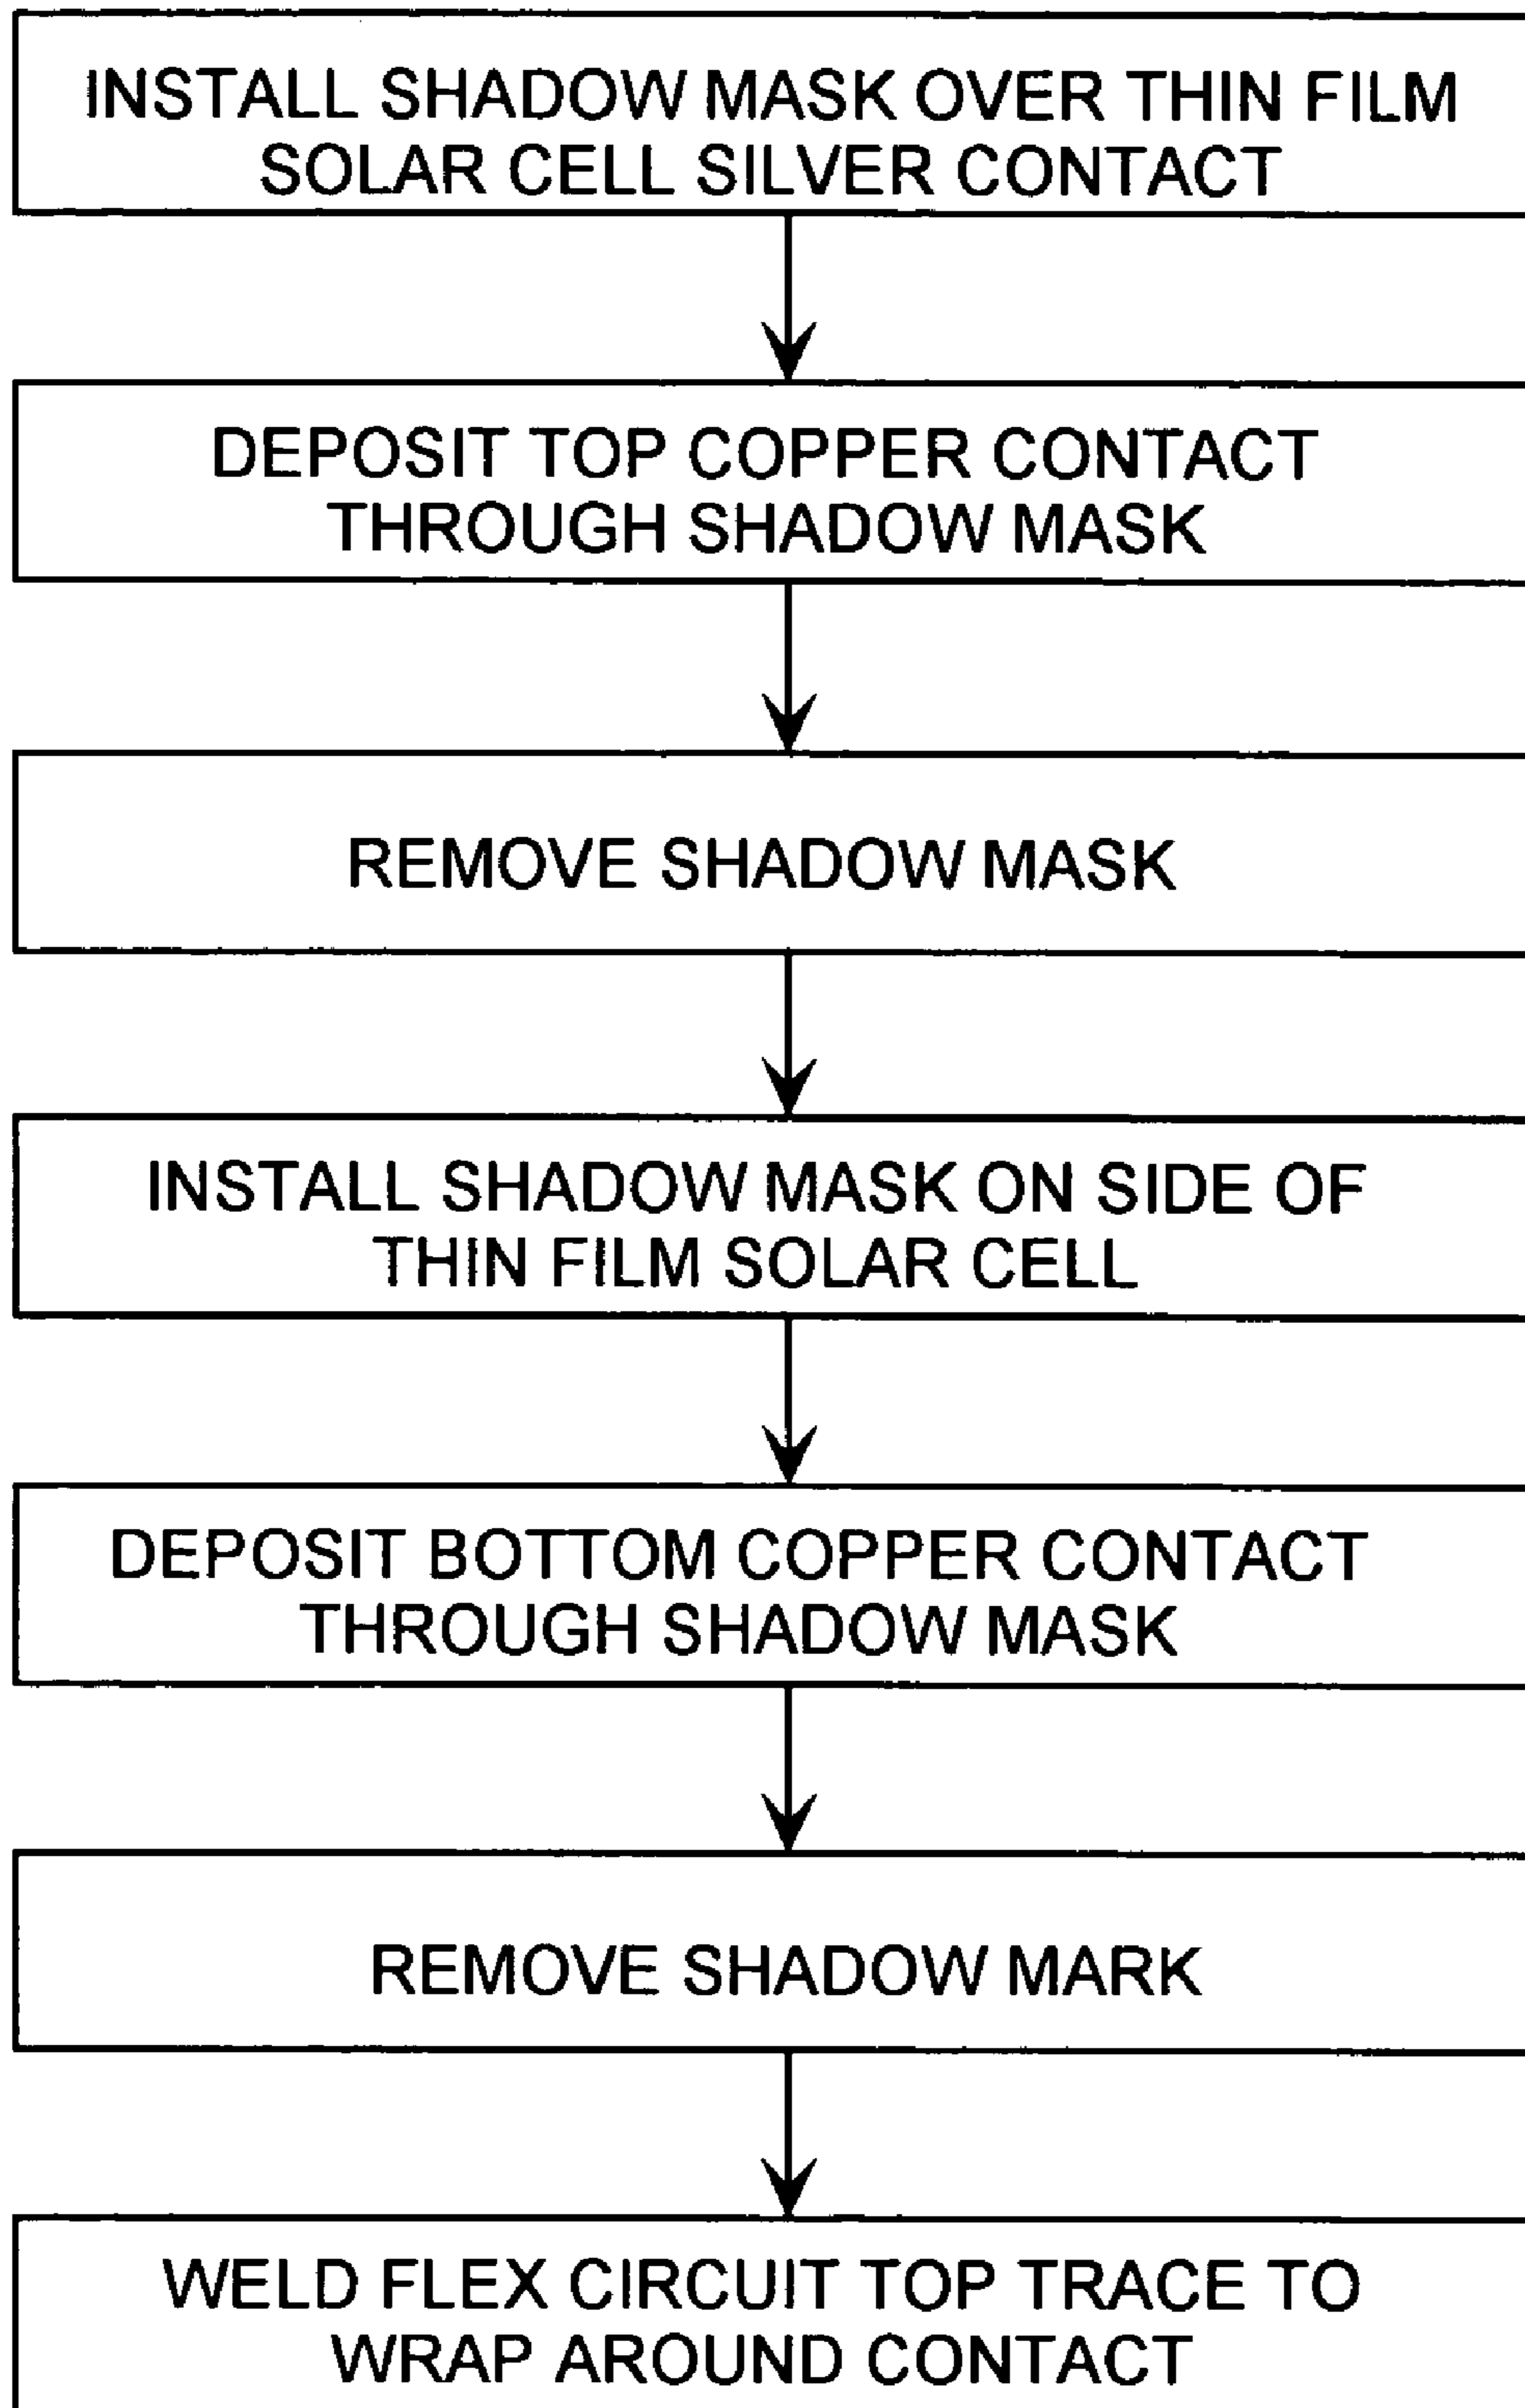 INSTALL SHADOW MASK OVER THIN FILM
SOLAR CELL SILVER CONTACT
DEPOSIT TOP COPPER CONTACT
THROUGH SHADOW MASK
REMOVE SHADOW MASK
INSTALL SHADOW MASK ON SIDE OF
THIN FILM SOLAR CELL
DEPOSIT BOTTOM COPPER CONTACT
THROUGH SHADOW MASK
REMOVE SHADOW MARK
WELD FLEX CIRCUIT TOP TRACE TO
WRAP AROUND CONTACT